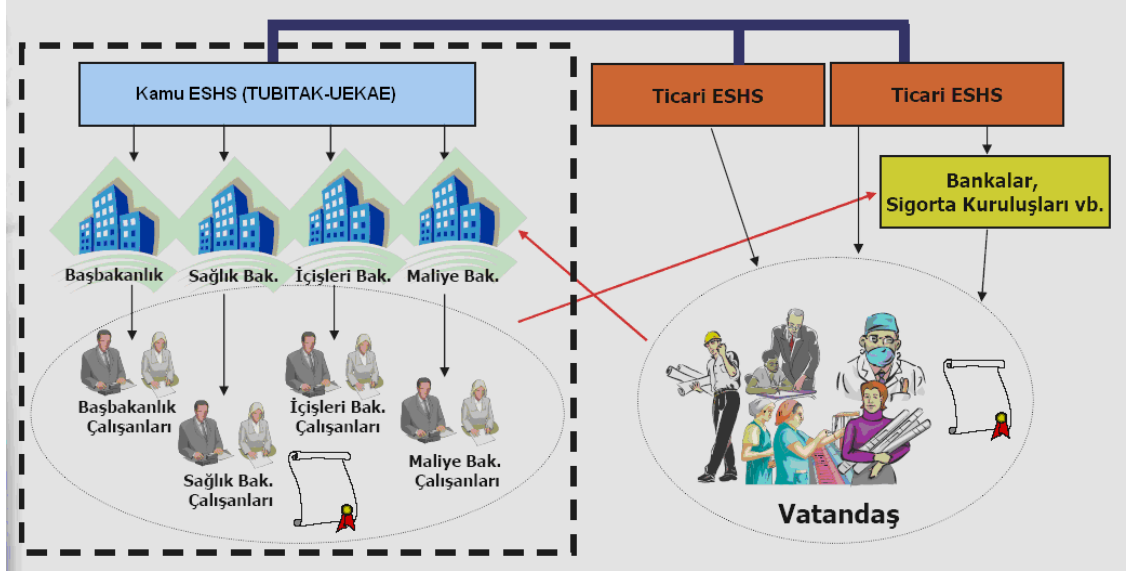 Kamu ESHS (TUBITAK-UEKAE)
Ticari ESHS
Ticari ESHS
Bankalar,
Sigorta Kuruluşları vb.
Başbakanlık
Sağlık Bak.
İçişleri Bak.
Maliye Bak.
Başbakanlık
Çalışanları
İçişleri Bak.
Çalışanları
Sağlık Bak.
Çalışanları
Maliye Bak.
Çalışanları
Vatandaş